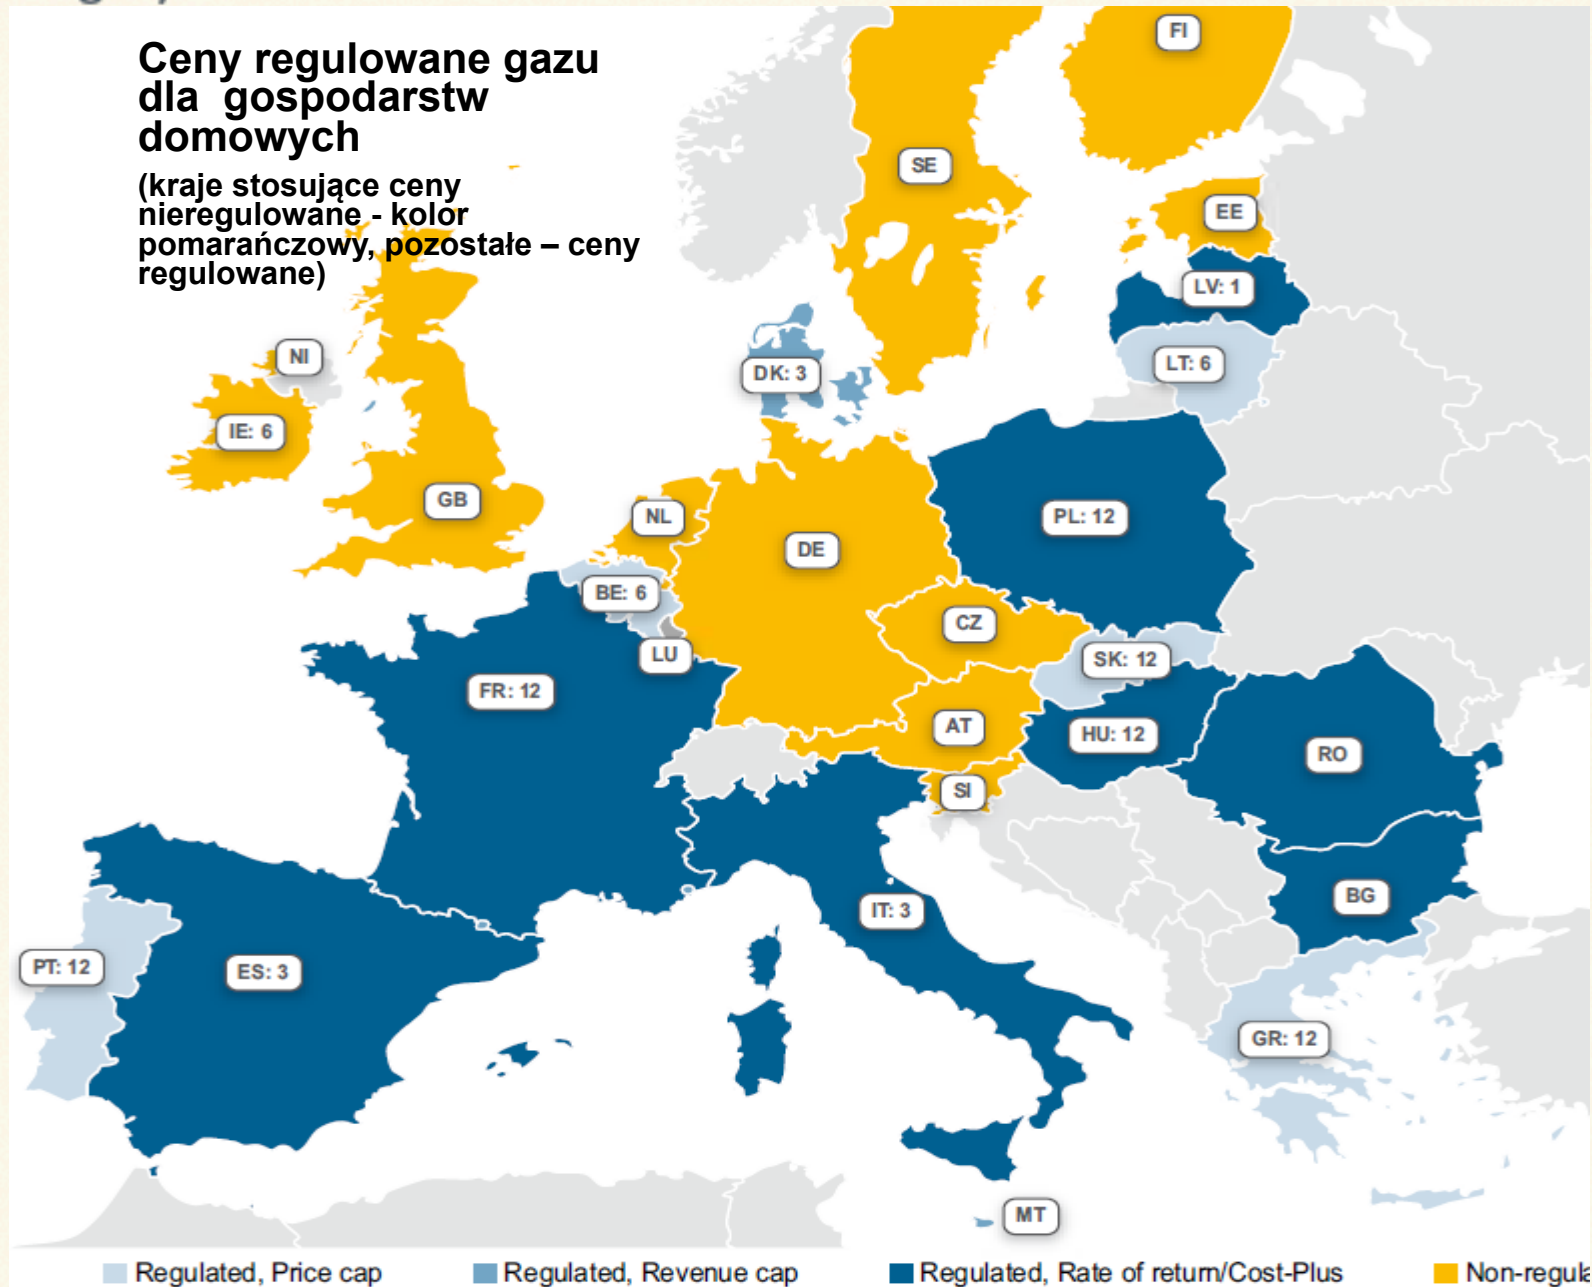 Ceny regulowane gazu
dla gospodarstw
domowych
(kraje stosujące ceny
nieregulowane - kolor
pomarańczowy, pozostałe – ceny
regulowane)
FI
SE
EE
LV: 1
NI
DK: 3
LT: 6
IE: 6
GB
NL
PL: 12
DE
BE: 6
CZ
LU
SK: 12
FR: 12
AT
HU: 12
RO
SI
BG
IT: 3
PT: 12
ES: 3
GR: 12
MT
Regulated, Price cap
Regulated, Revenue cap
Regulated, Rate of return/Cost-Plus
Non-regula